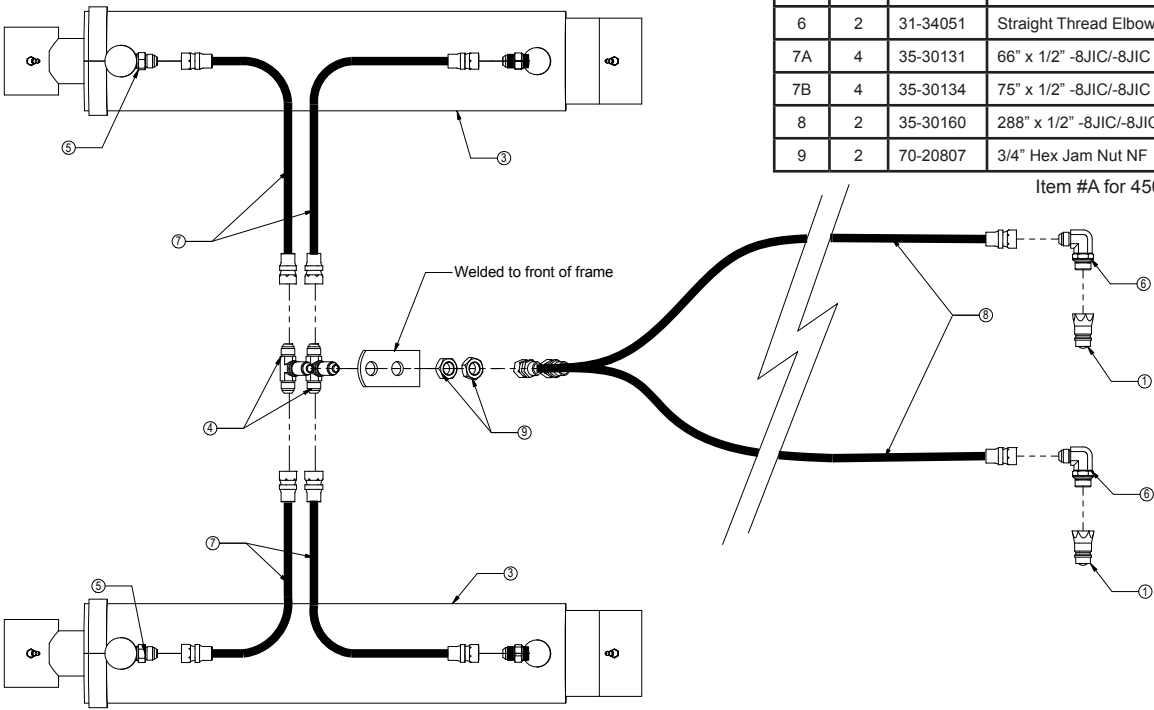 6 2 31-34051 Straight Thread Elbow
7A 4 35-30131 66” x 1/2” -8JIC/-8JIC
7B 4 35-30134 75” x 1/2” -8JIC/-8JIC
8 2 35-30160 288” x 1/2” -8JIC/-8JIC
9 2 70-20807 3/4” Hex Jam Nut NF
Item #A for 450
5
3
7
Welded to front of frame
6
8
1
4
9
6
7
5
3
1